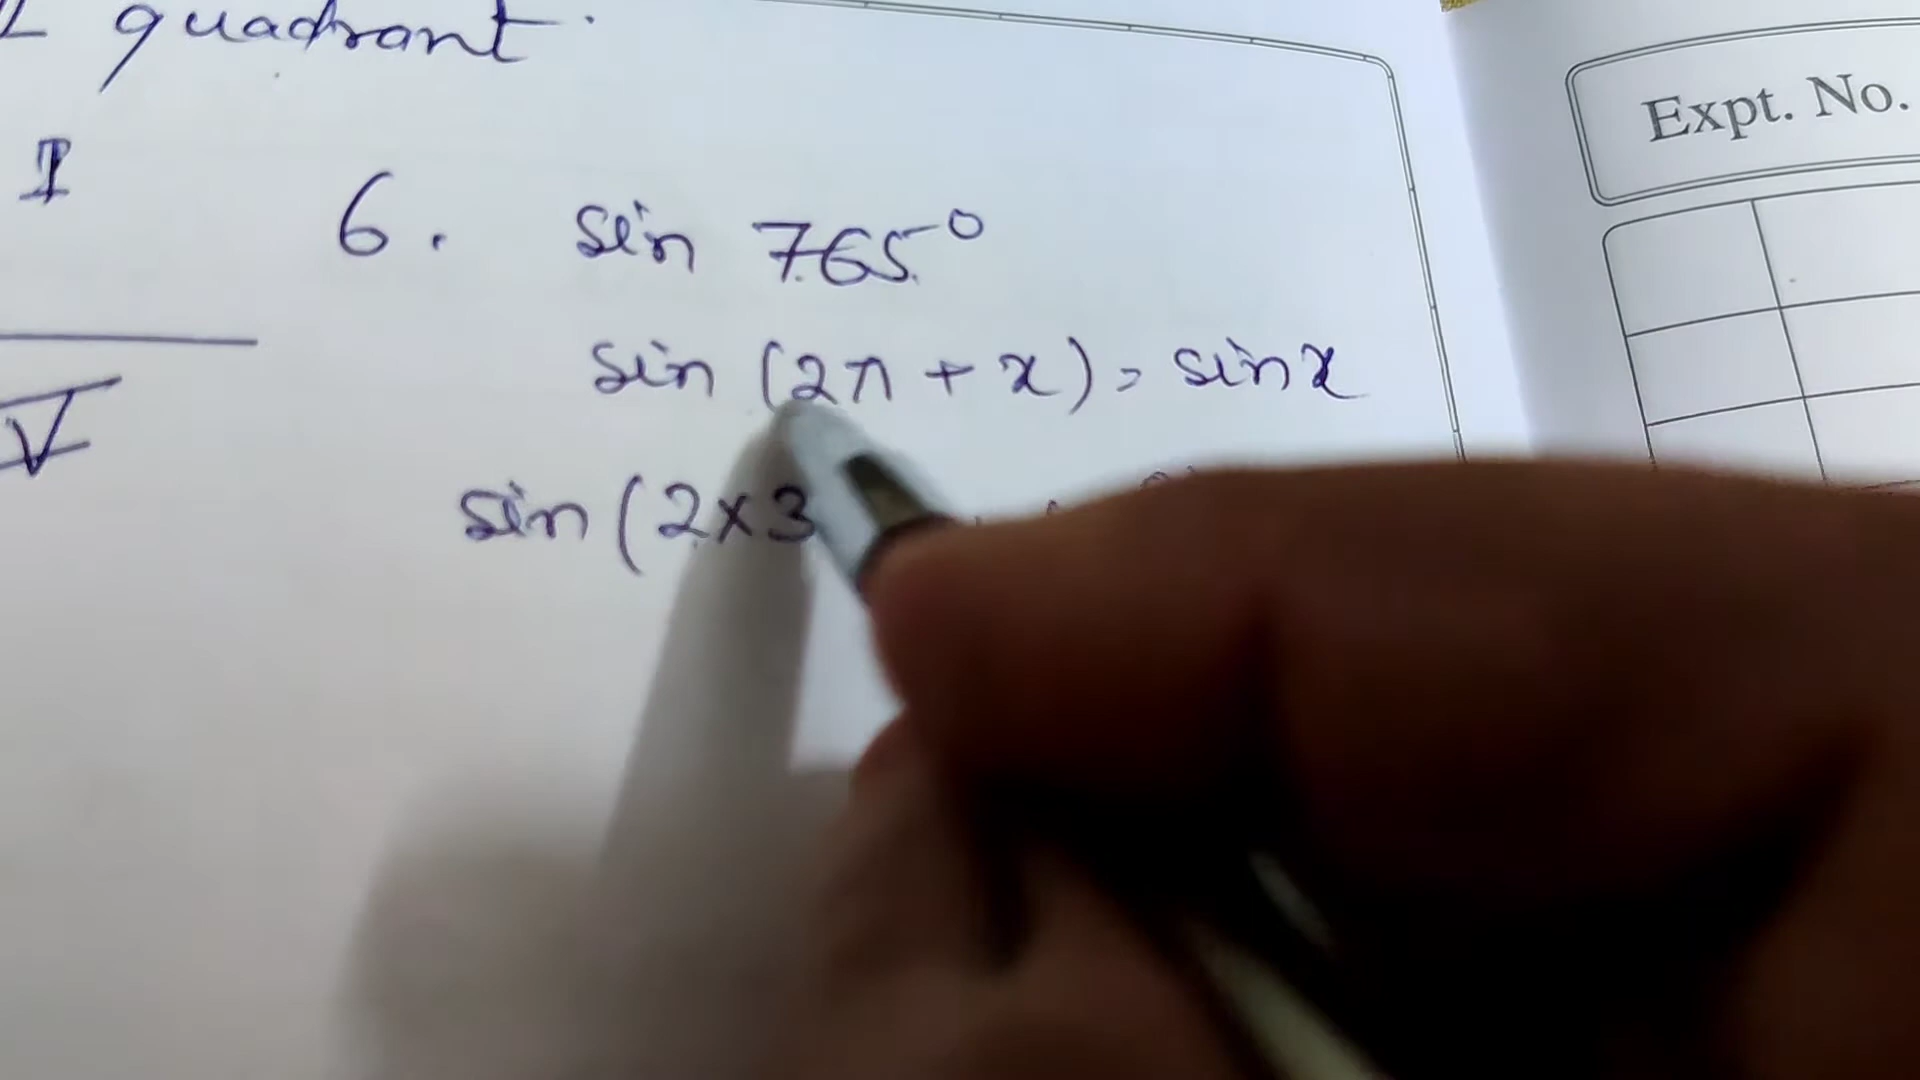 quadrant.
I
6. sin 765°
sin (2π + x) = sin x
V
sin (2×3
Expt. No.